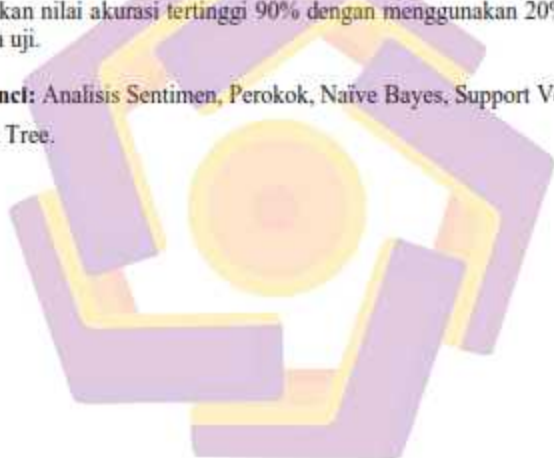 kan nilai akurasi tertinggi 90% dengan menggunakan 20%
uji.
nci: Analisis Sentimen, Perokok, Naïve Bayes, Support V
Tree.